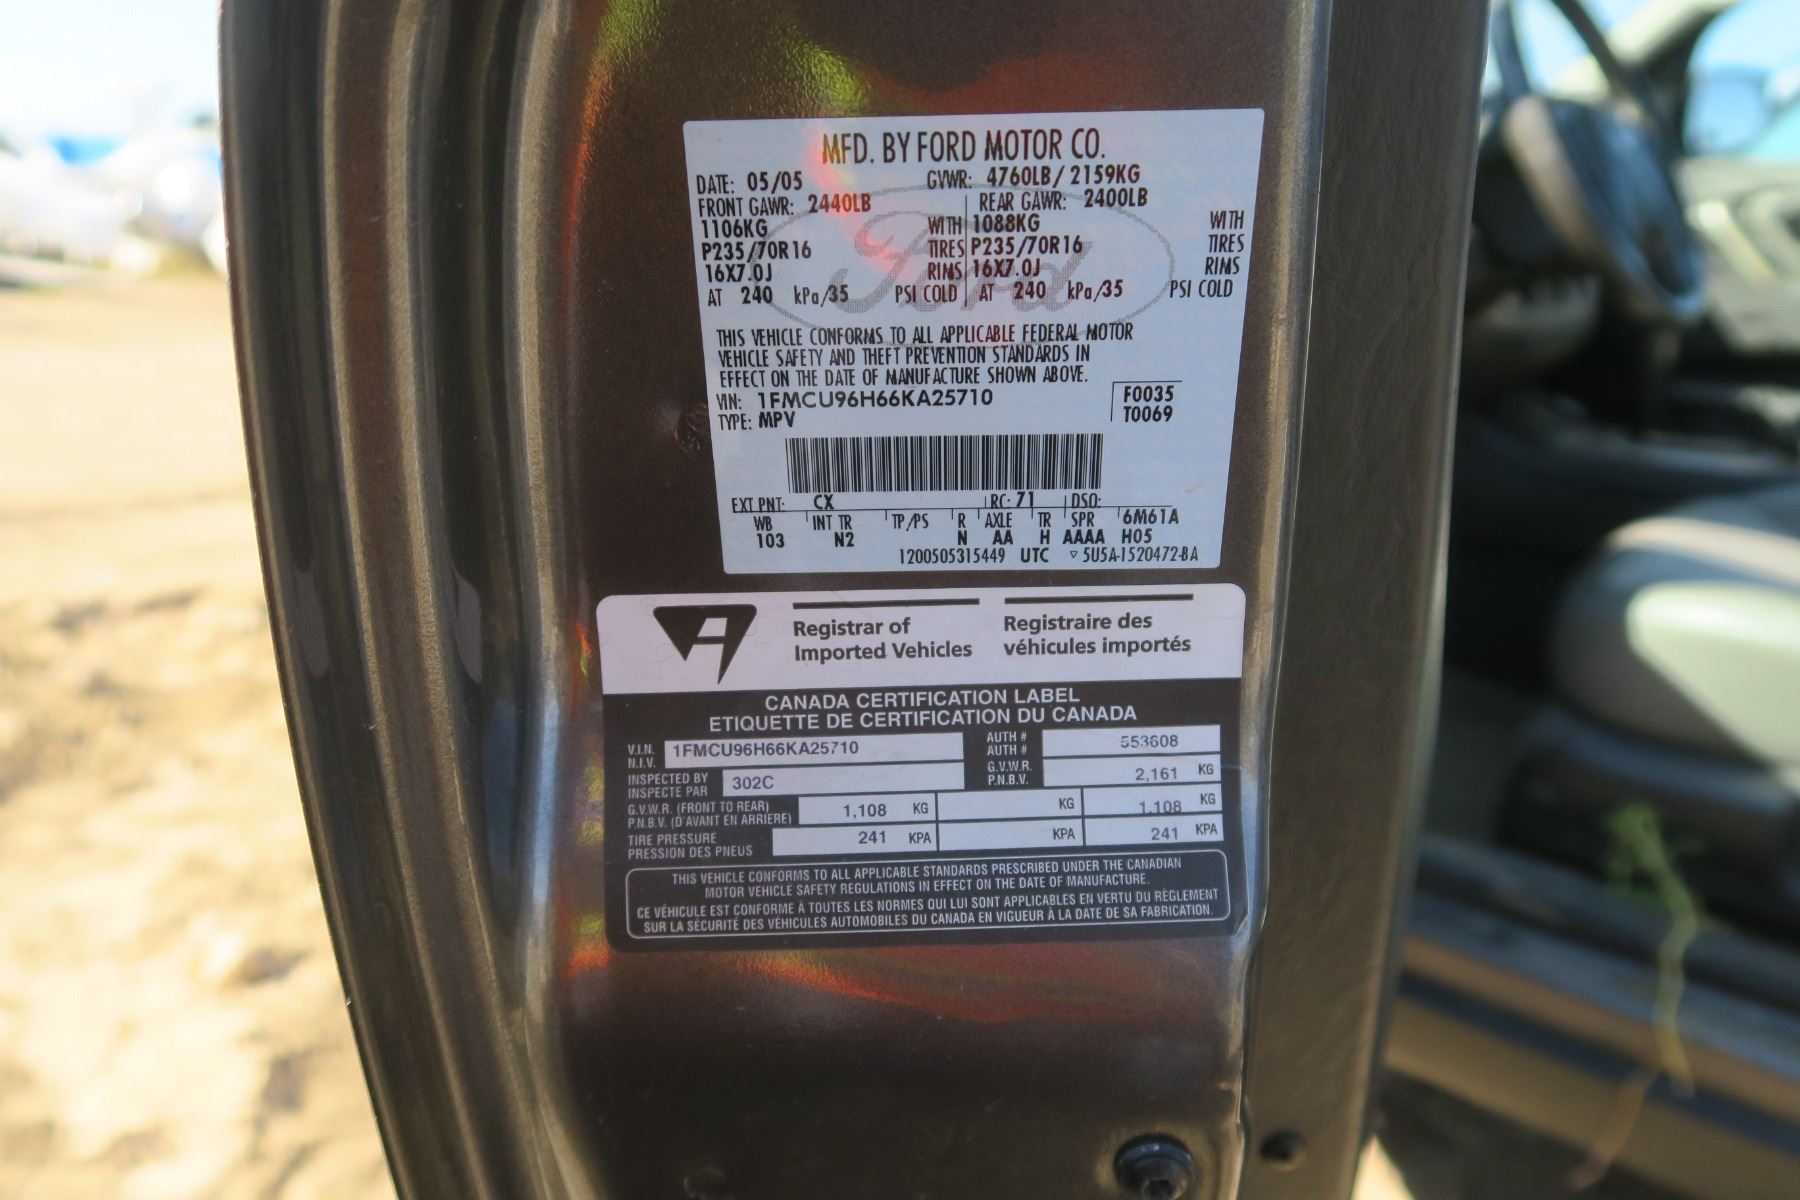 MFD. BY FORD MOTOR CO.
DATE: 05/05 GVWR: 4760LB/2159KG
FRONT GAWR: 2440LB REAR GAWR: 2400LB
1106KG WITH 1088KG WITH
P235/70R16 TIRES P235/70R16 TIRES
16X7.0J RIMS 16X7.0J RIMS
AT 240 kPa/35 PSI COLD AT 240 kPa/35 PSI COLD
Ford
THIS VEHICLE CONFORMS TO ALL APPLICABLE FEDERAL MOTOR
VEHICLE SAFETY AND THEFT PREVENTION STANDARDS IN
EFFECT ON THE DATE OF MANUFACTURE SHOWN ABOVE.
VIN: 1FMCU96H66KA25710 F0035
TYPE: MPV T0069
EXT PNT: CX RC: 71 DSO:
WB INT TR TP/PS R AXLE TR SPR 6M61A
103 N2 N AA H AAAA H05
1200505315449 UTC ▽ 5U5A-1520472-BA
A
Registrar of Registraire des
Imported Vehicles véhicules importés
CANADA CERTIFICATION LABEL
ETIQUETTE DE CERTIFICATION DU CANADA
V.I.N. 1FMCU96H66KA25710 AUTH # 553608
N.I.V. AUTH #
INSPECTED BY 302C G.V.W.R. 2,161 KG
INSPECTE PAR P.N.B.V.
G.V.W.R. (FRONT TO REAR) 1,108 KG KG 1,108 KG
P.N.B.V. (D'AVANT EN ARRIERE)
TIRE PRESSURE 241 KPA KPA 241 KPA
PRESSION DES PNEUS
THIS VEHICLE CONFORMS TO ALL APPLICABLE STANDARDS PRESCRIBED UNDER THE CANADIAN
MOTOR VEHICLE SAFETY REGULATIONS IN EFFECT ON THE DATE OF MANUFACTURE.
CE VÉHICULE EST CONFORME À TOUTES LES NORMES QUI LUI SONT APPLICABLES EN VERTU DU RÈGLEMENT
SUR LA SÉCURITÉ DES VÉHICULES AUTOMOBILES DU CANADA EN VIGUEUR À LA DATE DE SA FABRICATION.